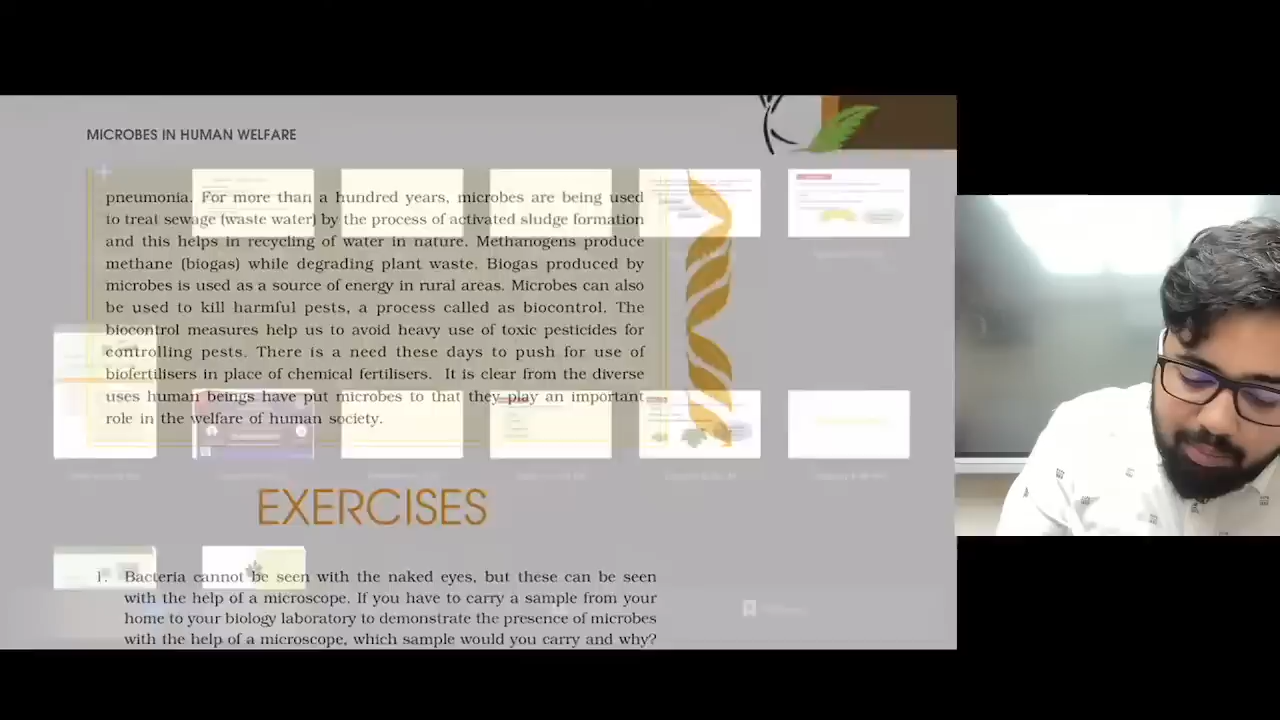 MICROBES IN HUMAN WELFARE
pneumonia. For more than a hundred years, microbes are being used
to treat sewage (waste water) by the process of activated sludge formation
and this helps in recycling of water in nature. Methanogens produce
methane (biogas) while degrading plant waste. Biogas produced by
microbes is used as a source of energy in rural areas. Microbes can also
be used to kill harmful pests, a process called as biocontrol. The
biocontrol measures help us to avoid heavy use of toxic pesticides for
controlling pests. There is a need these days to push for use of
biofertilisers in place of chemical fertilisers. It is clear from the diverse
uses human beings have put microbes to that they play an important
role in the welfare of human society.
EXERCISES
1. Bacteria cannot be seen with the naked eyes, but these can be seen
with the help of a microscope. If you have to carry a sample from your
home to your biology laboratory to demonstrate the presence of microbes
with the help of a microscope, which sample would you carry and why?